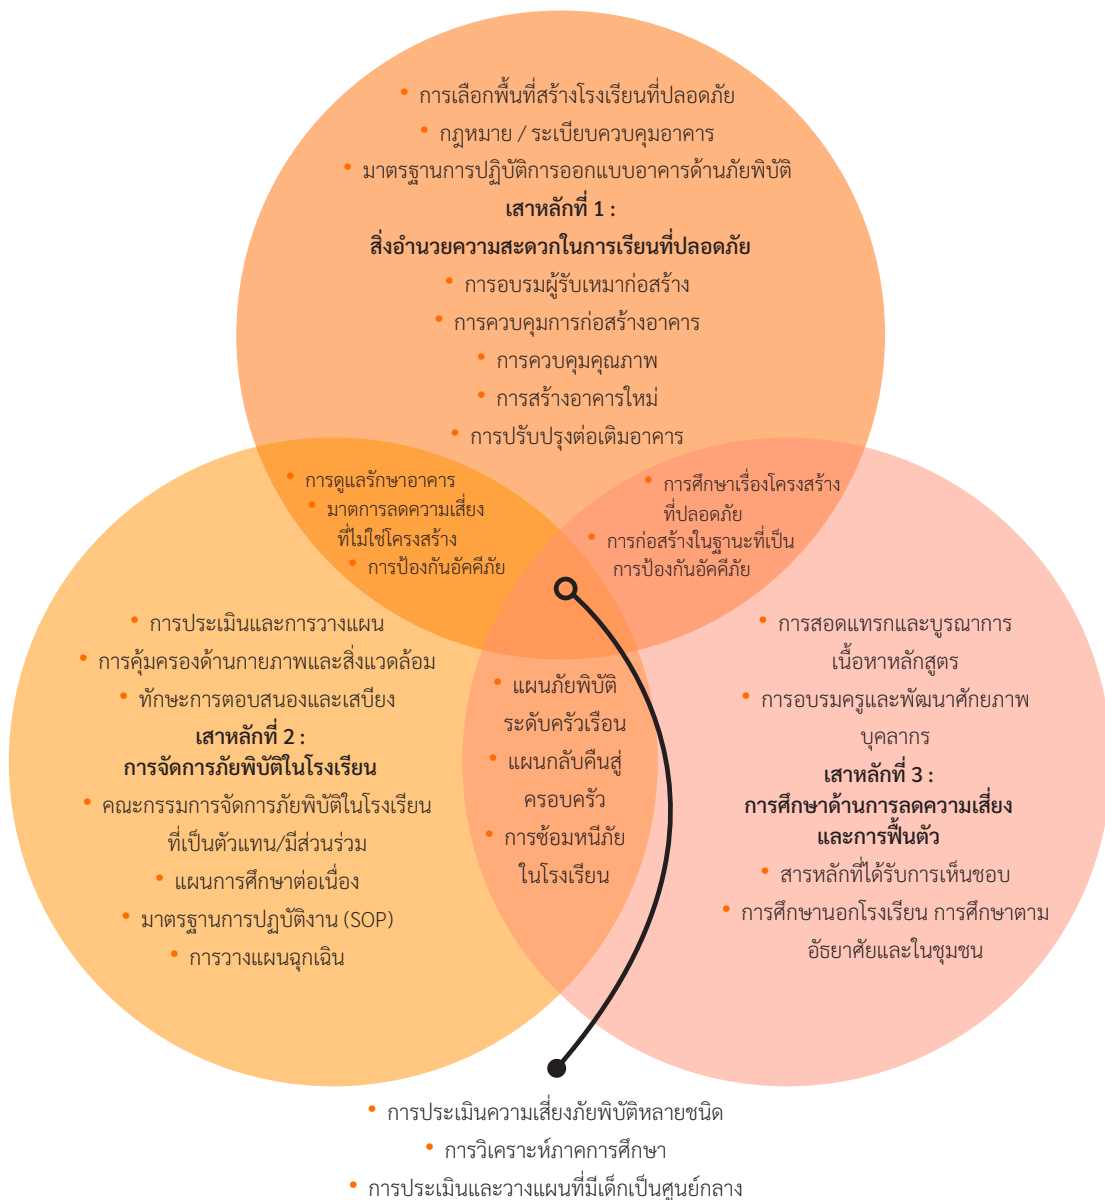 • การเลือกพื้นที่สร้างโรงเรียนที่ปลอดภัย
• กฎหมาย / ระเบียบควบคุมอาคาร
• มาตรฐานการปฏิบัติการออกแบบอาคารด้านภัยพิบัติ
เสาหลักที่ 1 :
สิ่งอำนวยความสะดวกในการเรียนที่ปลอดภัย
• การอบรมผู้รับเหมาก่อสร้าง
• การควบคุมการก่อสร้างอาคาร
• การควบคุมคุณภาพ
• การสร้างอาคารใหม่
• การปรับปรุงต่อเติมอาคาร
• การดูแลรักษาอาคาร
• มาตการลดความเสี่ยง
ที่ไม่ใช่โครงสร้าง
• การป้องกันอัคคีภัย
• การศึกษาเรื่องโครงสร้าง
ที่ปลอดภัย
• การก่อสร้างในฐานะที่เป็น
การป้องกันอัคคีภัย
• การประเมินและการวางแผน
• การคุ้มครองด้านกายภาพและสิ่งแวดล้อม
• ทักษะการตอบสนองและเสบียง
เสาหลักที่ 2 :
การจัดการภัยพิบัติในโรงเรียน
• คณะกรรมการจัดการภัยพิบัติในโรงเรียน
ที่เป็นตัวแทน/มีส่วนร่วม
• แผนการศึกษาต่อเนื่อง
• มาตรฐานการปฏบัติงาน (SOP)
• การวางแผนฉุกเฉิน
• แผนภัยพิบัติ
ระดับครัวเรือน
• แผนกลับคืนสู่
ครอบครัว
• การซ้อมหนีภัย
ในโรงเรียน
• การสอดแทรกและบูรณาการ
เนื้อหาหลักสูตร
• การอบรมครูและพัฒนาศักยภาพ
บุคลากร
เสาหลักที่ 3 :
การศึกษาด้านการลดความเสี่ยง
และการฟื้นตัว
• สารหลักที่ได้รับการเห็นชอบ
• การศึกษานอกโรงเรียน การศึกษาตาม
อัธยาศัยและในชุมชน
• การประเมินความเสี่ยงภัยพิบัติหลายชนิด
• การวิเคราะห์ภาคการศึกษา
• การประเมินและวางแผนที่มีเด็กเป็นศูนย์กลาง